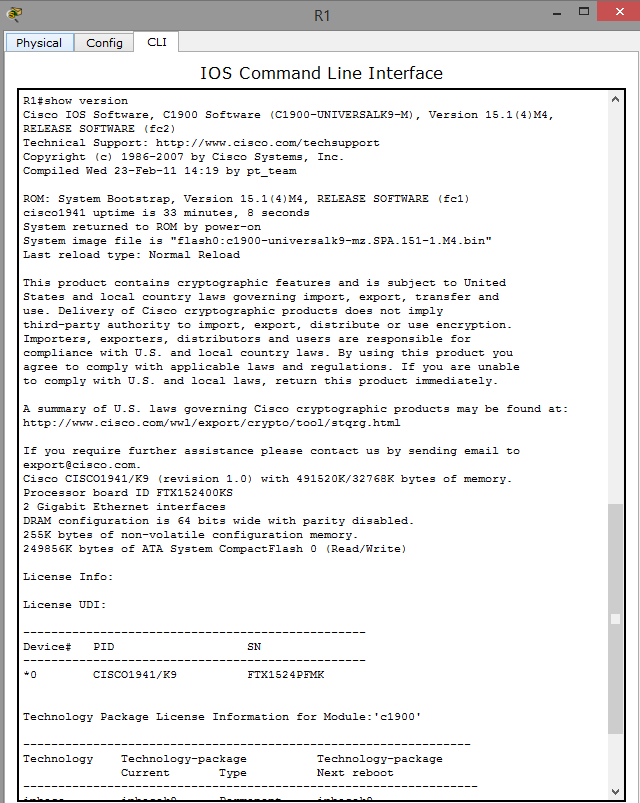 R1
Physical Config CLI
IOS Command Line Interface
R1#show version
Cisco IOS Software, C1900 Software (C1900-UNIVERSALK9-M), Version 15.1(4)M4,
RELEASE SOFTWARE (fc2)
Technical Support: http://www.cisco.com/techsupport
Copyright (c) 1986-2007 by Cisco Systems, Inc.
Compiled Wed 23-Feb-11 14:19 by pt_team
ROM: System Bootstrap, Version 15.1(4)M4, RELEASE SOFTWARE (fc1)
cisco1941 uptime is 33 minutes, 8 seconds
System returned to ROM by power-on
System image file is "flash0:c1900-universalk9-mz.SPA.151-1.M4.bin"
Last reload type: Normal Reload
This product contains cryptographic features and is subject to United
States and local country laws governing import, export, transfer and
use. Delivery of Cisco cryptographic products does not imply
third-party authority to import, export, distribute or use encryption.
Importers, exporters, distributors and users are responsible for
compliance with U.S. and local country laws. By using this product you
agree to comply with applicable laws and regulations. If you are unable
to comply with U.S. and local laws, return this product immediately.
A summary of U.S. laws governing Cisco cryptographic products may be found at:
http://www.cisco.com/wwl/export/crypto/tool/stqrg.html
If you require further assistance please contact us by sending email to
export@cisco.com.
Cisco CISCO1941/K9 (revision 1.0) with 491520K/32768K bytes of memory.
Processor board ID FTX152400KS
2 Gigabit Ethernet interfaces
DRAM configuration is 64 bits wide with parity disabled.
255K bytes of non-volatile configuration memory.
249856K bytes of ATA System CompactFlash 0 (Read/Write)
License Info:
License UDI:
-------------------------------------------------
Device# PID SN
-------------------------------------------------
*0 CISCO1941/K9 FTX1524PFMK
Technology Package License Information for Module:'c1900'
----------------------------------------------------------------
Technology Technology-package Technology-package
Current Type Next reboot
-----------------------------------------------------------------